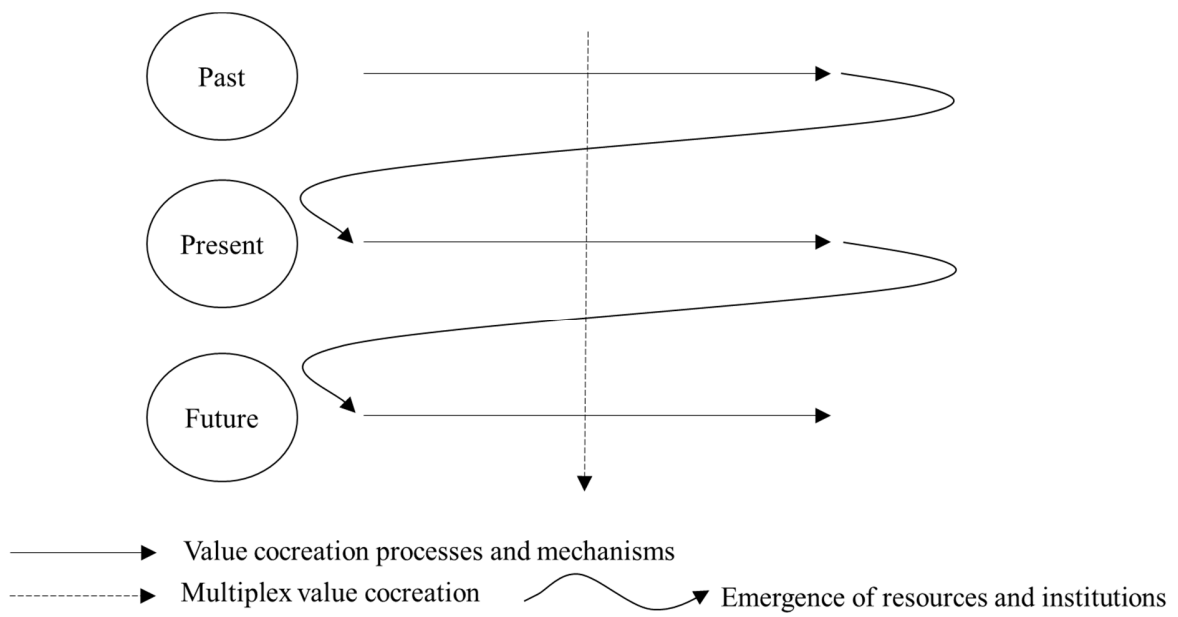 Past
Present
Future
Value cocreation processes and mechanisms
Multiplex value cocreation
Emergence of resources and institutions